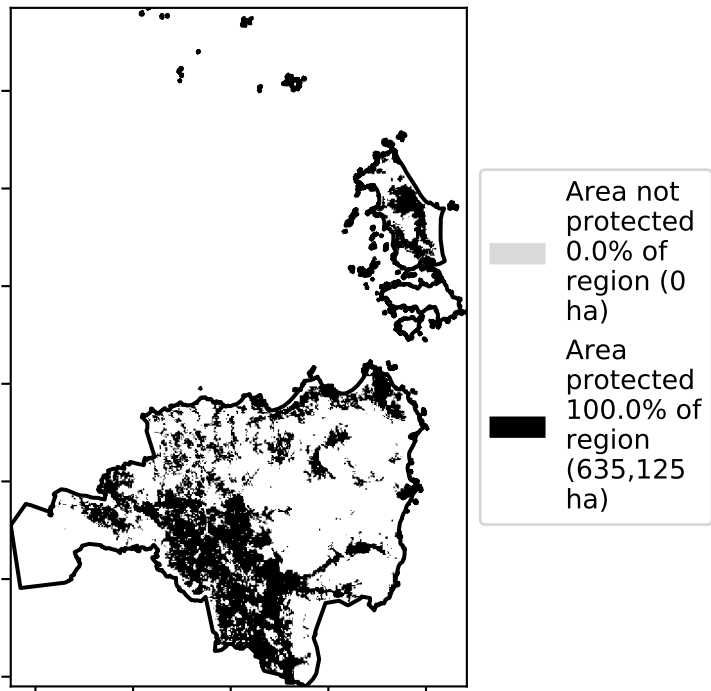 Area not
protected
0.0% of
region (0
ha)
Area
protected
100.0% of
region
(635,125
ha)